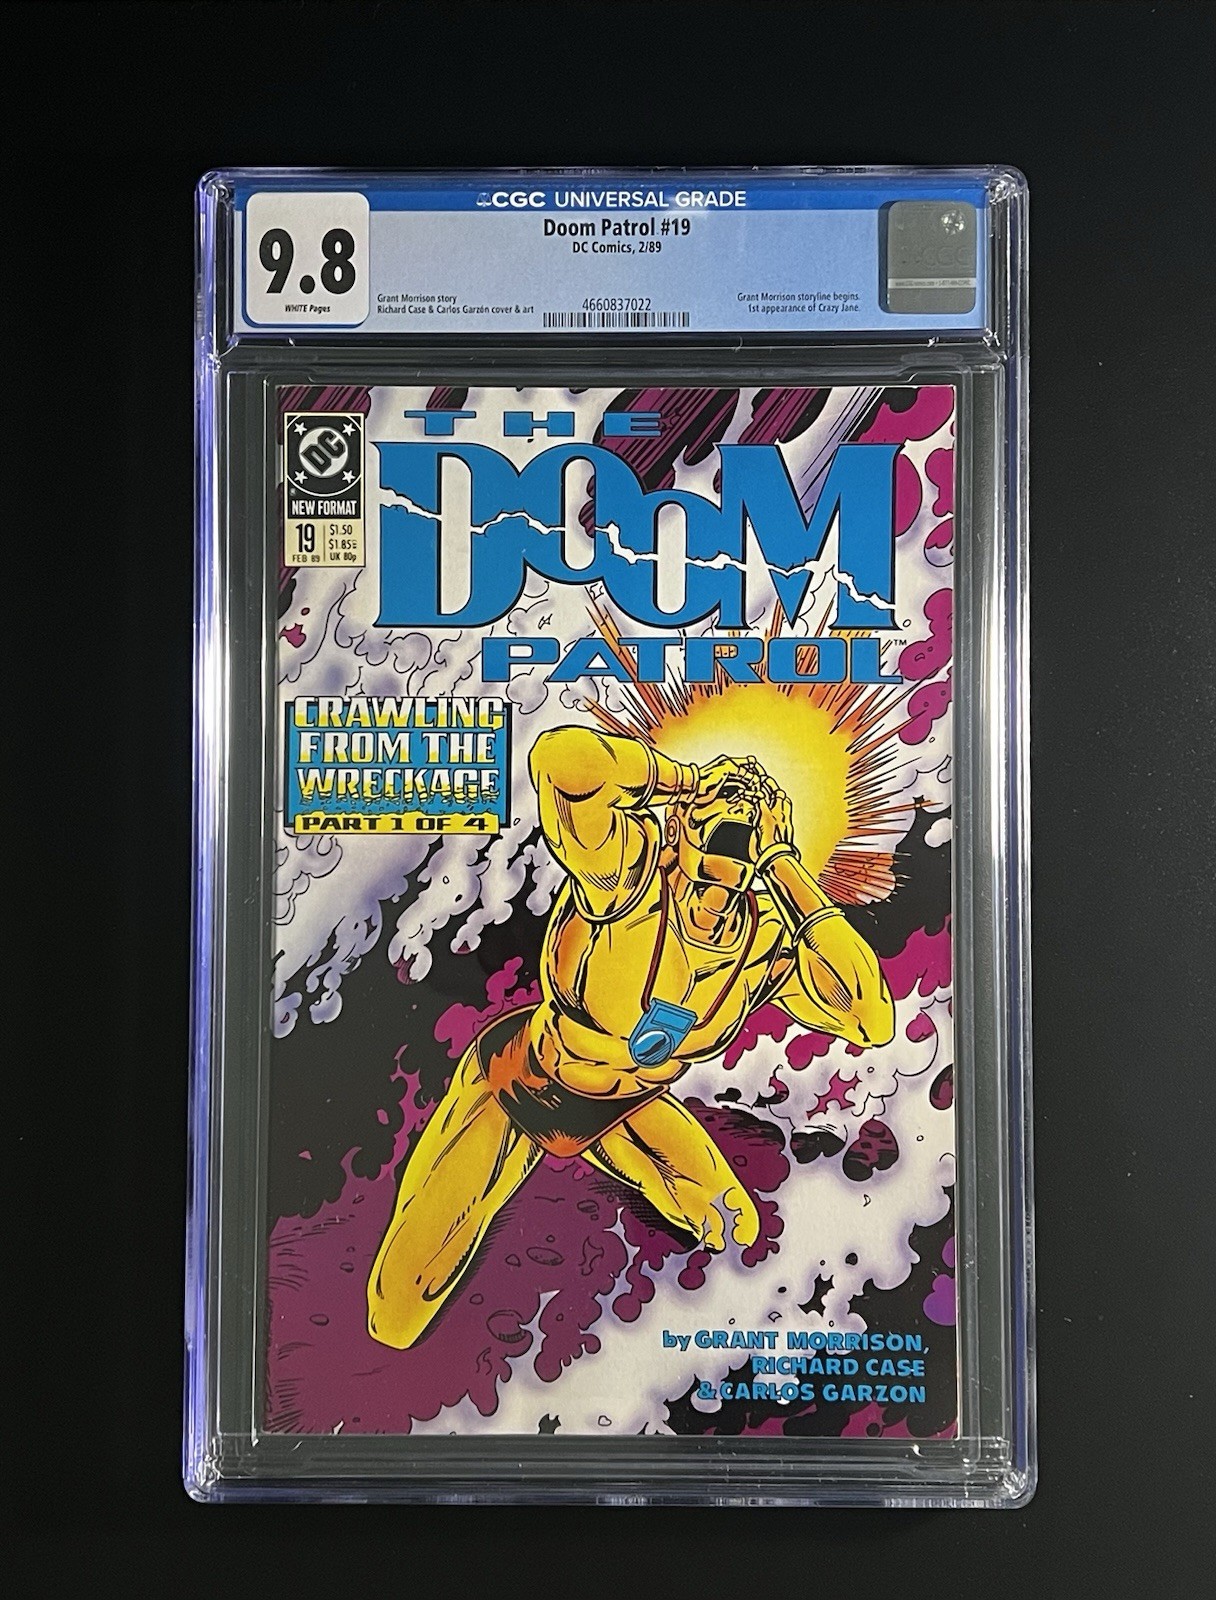 CGC UNIVERSAL GRADE
9.8
WHITE Pages
Doom Patrol #19
DC Comics, 2/89
Grant Morrison story
Richard Case & Carlos Garzón cover & art
4660837022
Grant Morrison storyline begins.
1st appearance of Crazy Jane.
CGC
DC
NEW FORMAT
19
FEB 89
$1.50
$1.85
UK 80p
THE
DOOM
PATROL™
CRAWLING
FROM THE
WRECKAGE
PART 1 OF 4
by GRANT MORRISON,
RICHARD CASE
& CARLOS GARZON